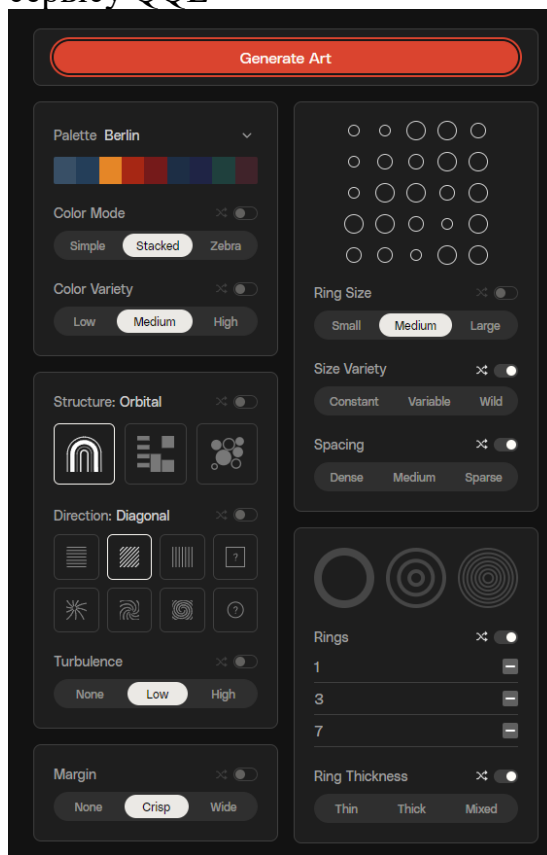 сервісу QQL
Generate Art
Palette Berlin
Color Mode
Simple Stacked Zebra
Color Variety
Low Medium High
Structure: Orbital
Direction: Diagonal
?
?
Turbulence
None Low High
Margin
None Crisp Wide
Ring Size
Small Medium Large
Size Variety
Constant Variable Wild
Spacing
Dense Medium Sparse
Rings
1
3
7
Ring Thickness
Thin Thick Mixed